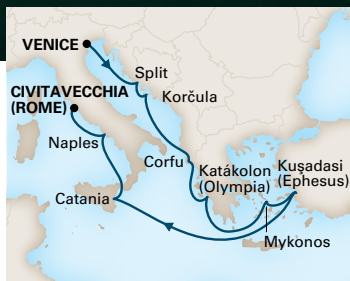 VENICE
Split
CIVITAVECCHIA
(ROME)
Korčula
Naples
Corfu
Katákolon
(Olympia)
Kuşadasi
(Ephesus)
Catania
Mykonos